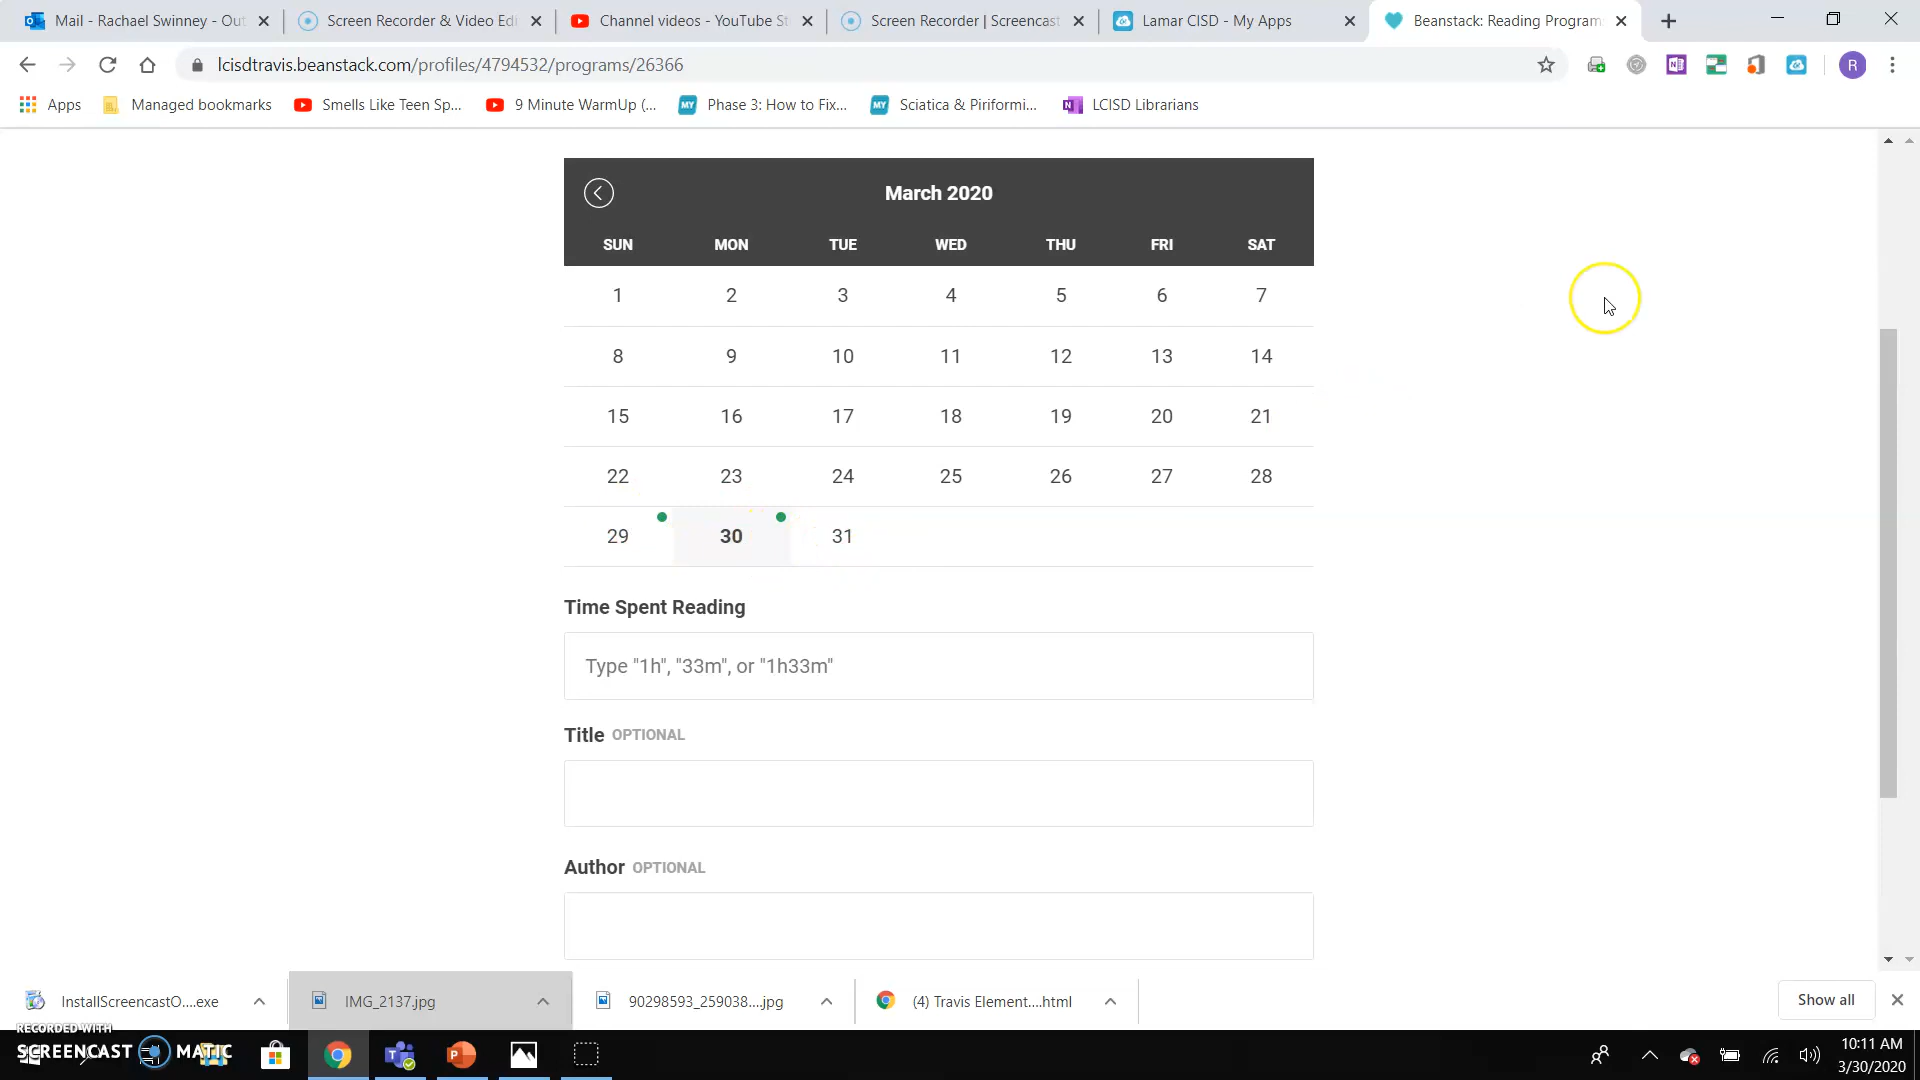 Mail - Rachael Swinney - Out
Screen Recorder & Video Edi
Channel videos - YouTube St
Screen Recorder | Screencast
Lamar CISD - My Apps
Beanstack: Reading Program
lcisdtravis.beanstack.com/profiles/4794532/programs/26366
R
Apps
Managed bookmarks
Smells Like Teen Sp...
9 Minute WarmUp (...
MY Phase 3: How to Fix...
MY Sciatica & Piriformi...
LCISD Librarians
March 2020
SUN MON TUE WED THU FRI SAT
1 2 3 4 5 6 7
8 9 10 11 12 13 14
15 16 17 18 19 20 21
22 23 24 25 26 27 28
29 30 31
Time Spent Reading
Type "1h", "33m", or "1h33m"
Title OPTIONAL
Author OPTIONAL
InstallScreencastO....exe
IMG_2137.jpg
90298593_259038....jpg
(4) Travis Element....html
Show all
RECORDED WITH
SCREENCAST MATIC
10:11 AM
3/30/2020